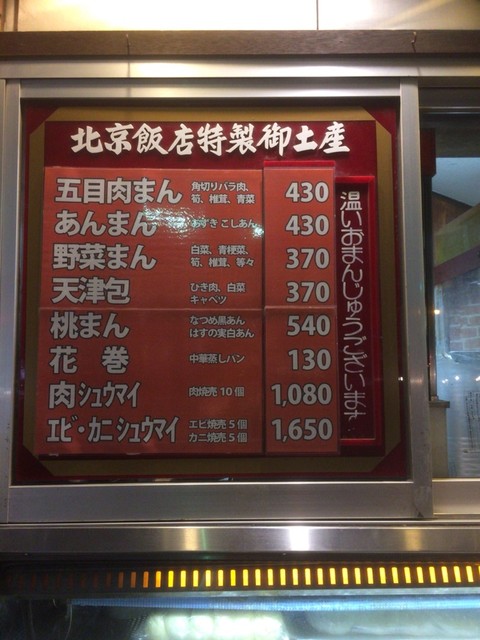 北京飯店特製御土産
五目肉まん 角切りバラ肉、筍、椎茸、青菜 430
あんまん あずき こしあん 430
野菜まん 白菜、青梗菜、筍、椎茸、等々 370
天津包 ひき肉、白菜 キャベツ 370
桃まん なつめ黒あん はすの実白あん 540
花 巻 中華蒸しパン 130
肉シュウマイ 肉焼売10個 1,080
エビ・カニシュウマイ エビ焼売5個 カニ焼売5個 1,650
温いおまんじゅうございます